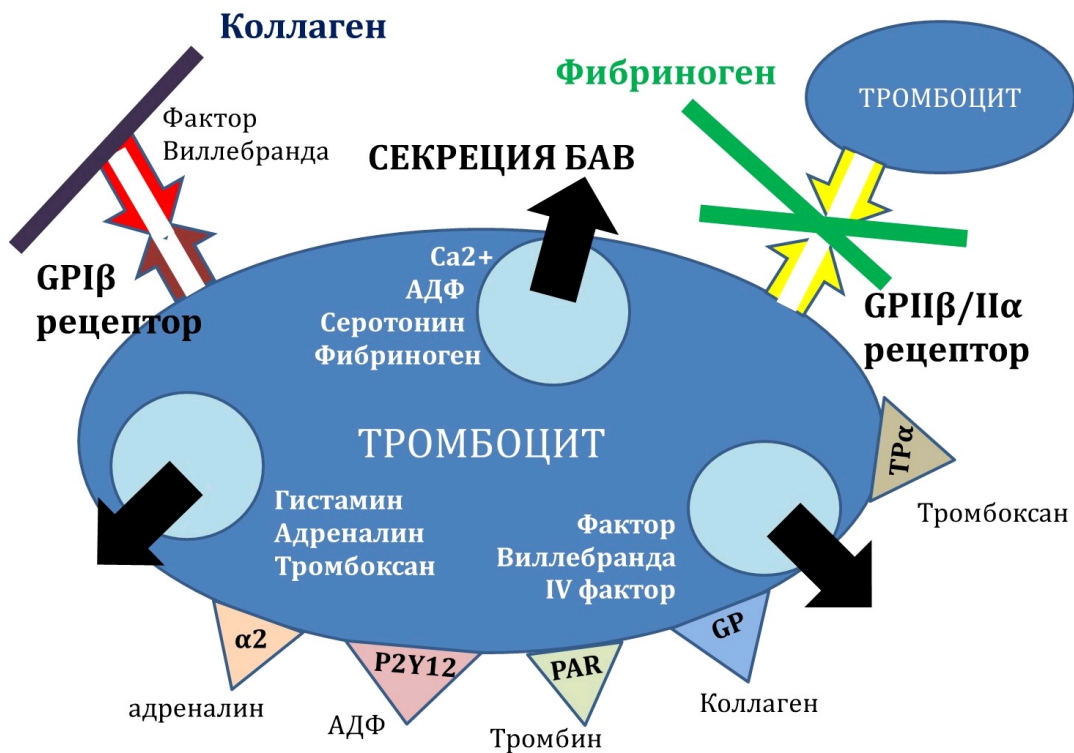 Коллаген
Фактор
Виллебранда
GPIβ
рецептор
СЕКРЕЦИЯ БАВ
Фибриноген
ТРОМБОЦИТ
GPIIβ/IIα
рецептор
Ca2+
АДФ
Серотонин
Фибриноген
ТРОМБОЦИТ
Гистамин
Адреналин
Тромбоксан
Фактор
Виллебранда
IV фактор
TPα
Тромбоксан
α2
адреналин
P2Y12
АДФ
PAR
Тромбин
GP
Коллаген